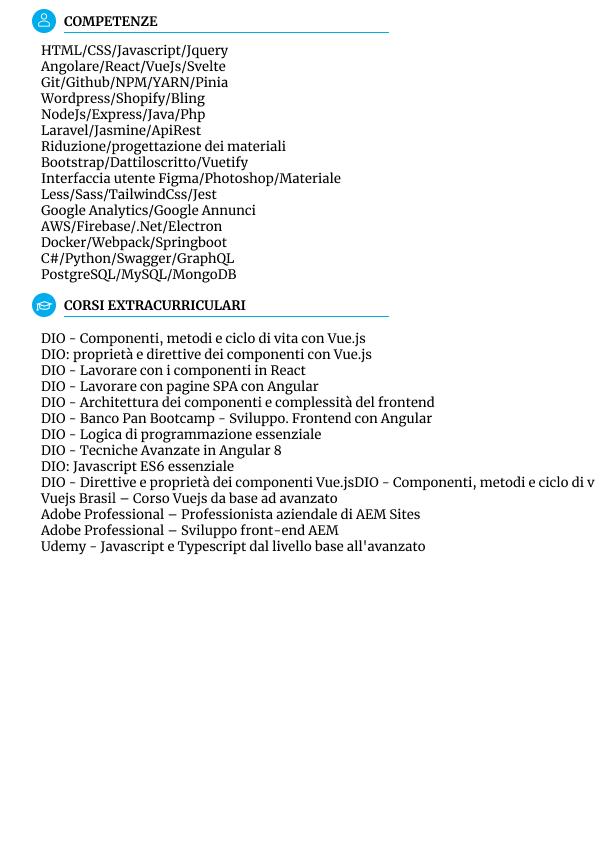 COMPETENZE
HTML/CSS/Javascript/Jquery
Angolare/React/VueJs/Svelte
Git/Github/NPM/YARN/Pinia
Wordpress/Shopify/Bling
NodeJs/Express/Java/Php
Laravel/Jasmine/ApiRest
Riduzione/progettazione dei materiali
Bootstrap/Dattiloscritto/Vuetify
Interfaccia utente Figma/Photoshop/Materiale
Less/Sass/TailwindCss/Jest
Google Analytics/Google Annunci
AWS/Firebase/.Net/Electron
Docker/Webpack/Springboot
C#/Python/Swagger/GraphQL
PostgreSQL/MySQL/MongoDB
CORSI EXTRACURRICULARI
DIO - Componenti, metodi e ciclo di vita con Vue.js
DIO: proprietà e direttive dei componenti con Vue.js
DIO - Lavorare con i componenti in React
DIO - Lavorare con pagine SPA con Angular
DIO - Architettura dei componenti e complessità del frontend
DIO - Banco Pan Bootcamp - Sviluppo. Frontend con Angular
DIO - Logica di programmazione essenziale
DIO - Tecniche Avanzate in Angular 8
DIO: Javascript ES6 essenziale
DIO - Direttive e proprietà dei componenti Vue.jsDIO - Componenti, metodi e ciclo di v
Vuejs Brasil – Corso Vuejs da base ad avanzato
Adobe Professional – Professionista aziendale di AEM Sites
Adobe Professional – Sviluppo front-end AEM
Udemy - Javascript e Typescript dal livello base all'avanzato